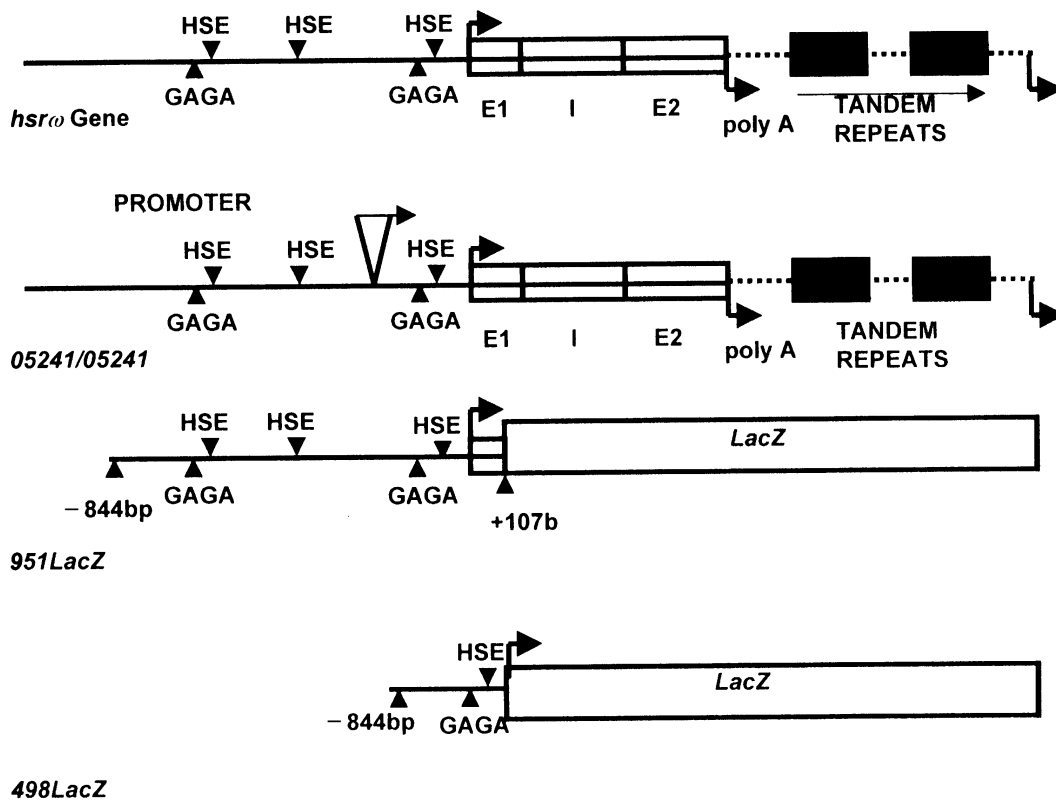 HSE HSE HSE
GAGA GAGA
hsrω Gene
E1 I E2
poly A
TANDEM
REPEATS
PROMOTER
HSE HSE HSE
GAGA GAGA
05241/05241
E1 I E2
poly A
TANDEM
REPEATS
HSE HSE HSE
LacZ
−844bp
GAGA GAGA
+107b
951LacZ
HSE
LacZ
−844bp
GAGA
498LacZ